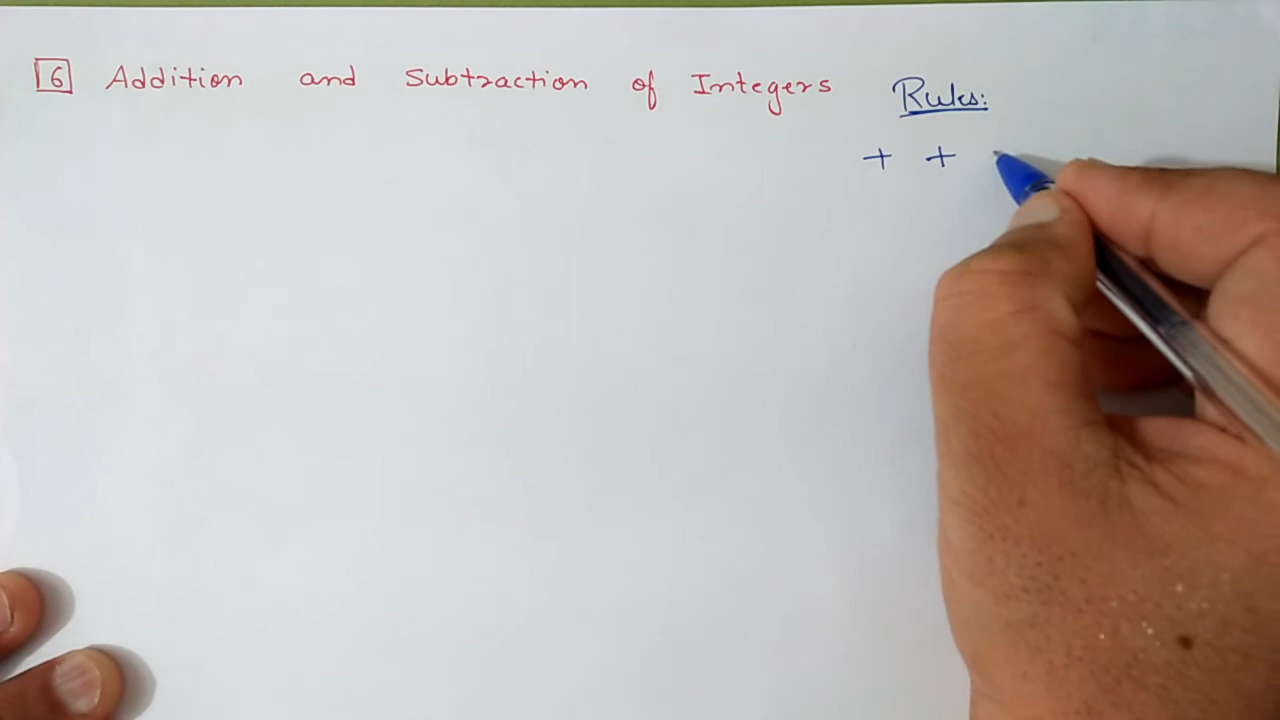 6 Addition and Subtraction of Integers
Rules:
+ +